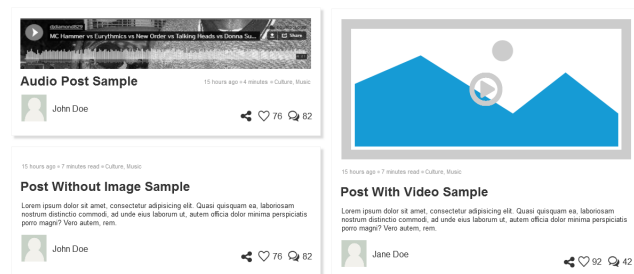 djdiamond829
MC Hammer vs Eurythmics vs New Order vs Talking Heads vs Donna Su...
Share
Audio Post Sample
15 hours ago • 4 minutes • Culture, Music
John Doe
76 82
15 hours ago • 7 minutes read • Culture, Music
Post Without Image Sample
Lorem ipsum dolor sit amet, consectetur adipisicing elit. Quasi quisquam ea, laboriosam
nostrum distinctio commodi, ad unde eius laborum ut, autem officia dolor minima perspiciatis
porro magni? Vero autem, rem.
John Doe
76 82
15 hours ago • 7 minutes read • Culture, Music
Post With Video Sample
Lorem ipsum dolor sit amet, consectetur adipisicing elit. Quasi quisquam ea, laboriosam
nostrum distinctio commodi, ad unde eius laborum ut, autem officia dolor minima perspiciatis
porro magni? Vero autem, rem.
Jane Doe
92 42